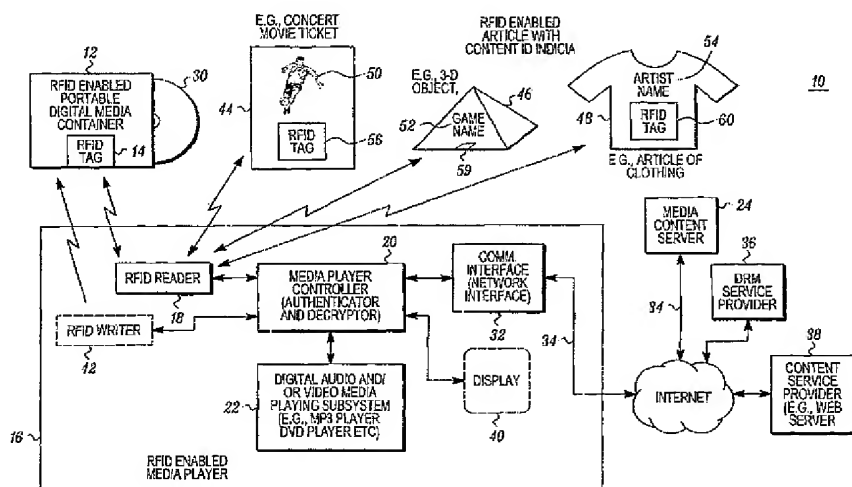 E.G., CONCERT
MOVIE TICKET
44
50
RFID
TAG
56
RFID ENABLED
ARTICLE WITH
CONTENT ID INDICIA
12
30
RFID ENABLED
PORTABLE
DIGITAL MEDIA
CONTAINER
RFID
TAG
14
E.G., 3-D
OBJECT,
46
52
GAME
NAME
59
54
ARTIST
NAME
48
RFID
TAG
60
E.G., ARTICLE OF
CLOTHING
10
16
RFID READER
18
RFID WRITER
42
20
MEDIA PLAYER
CONTROLLER
(AUTHENTICATOR
AND DECRYPTOR)
COMM.
INTERFACE
(NETWORK
INTERFACE)
32
34
22
DIGITAL AUDIO AND/
OR VIDEO MEDIA
PLAYING SUBSYSTEM
(E.G., MP3 PLAYER
DVD PLAYER ETC)
DISPLAY
40
RFID ENABLED
MEDIA PLAYER
MEDIA
CONTENT
SERVER
24
34
36
DRM
SERVICE
PROVIDER
INTERNET
38
CONTENT
SERVICE
PROVIDER
(E.G., WEB
SERVER